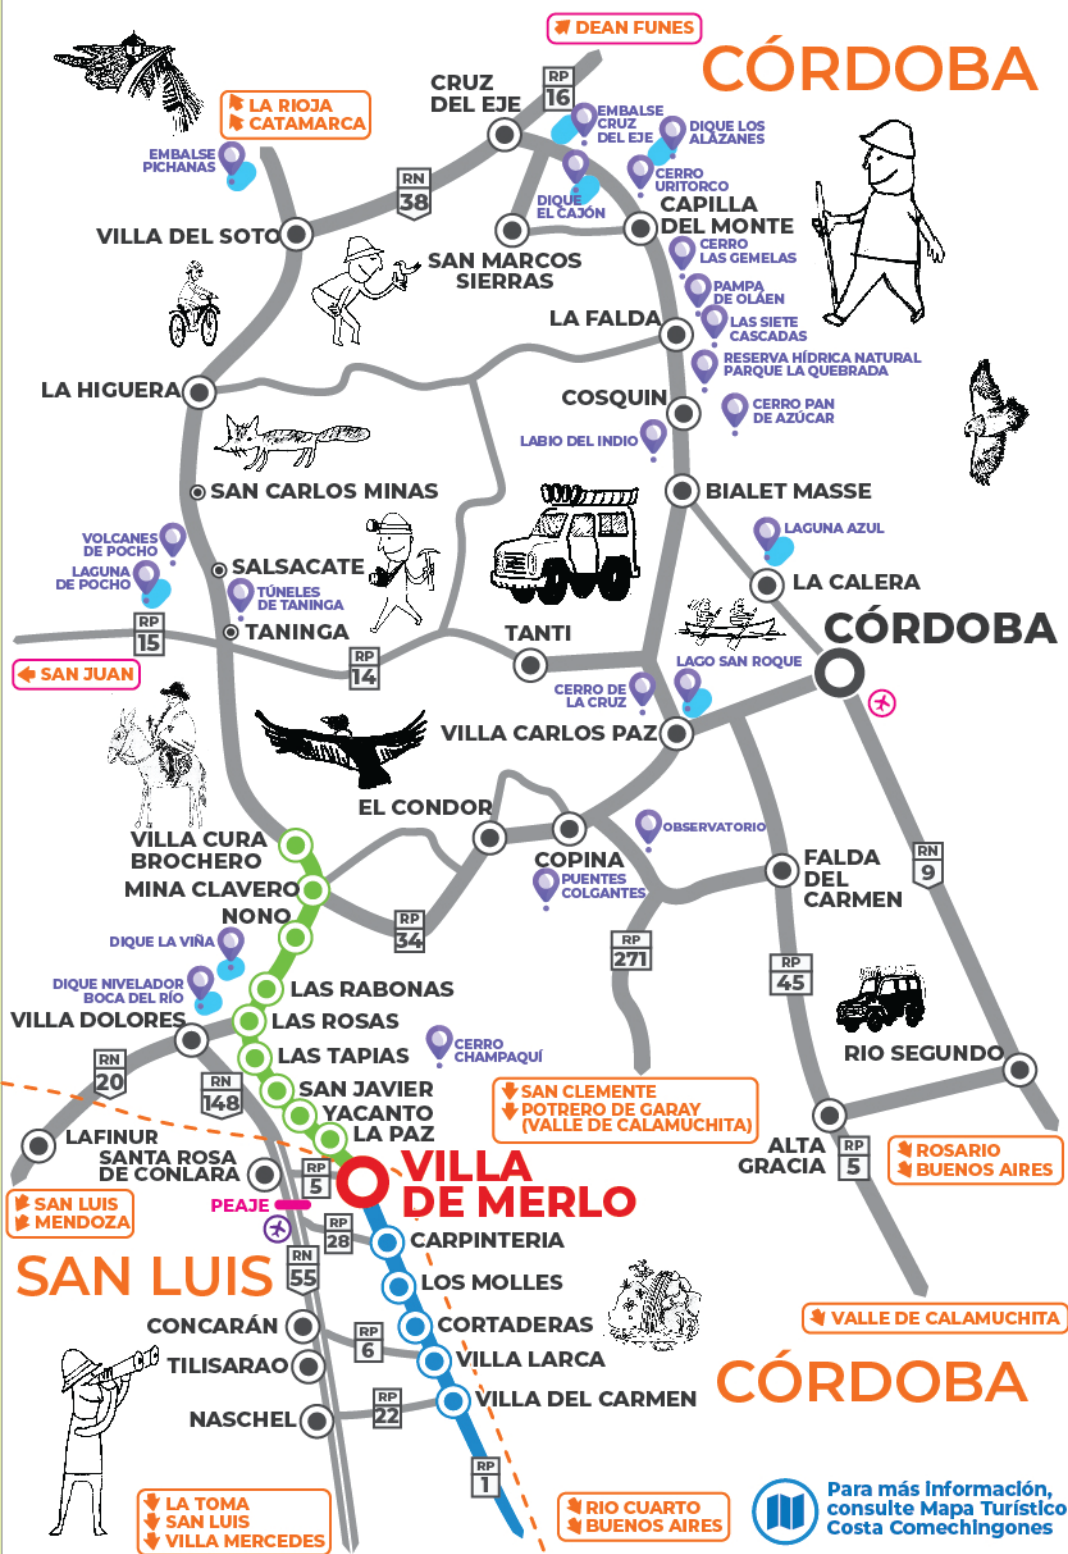 DEAN FUNES
CÓRDOBA
CRUZ
DEL EJE
RP
16
LA RIOJA
CATAMARCA
EMBALSE
CRUZ
DEL EJE
DIQUE LOS
ALAZANES
EMBALSE
PICHANAS
RN
38
CERRO
URITORCO
DIQUE
EL CAJÓN
CAPILLA
DEL MONTE
VILLA DEL SOTO
SAN MARCOS
SIERRAS
CERRO
LAS GEMELAS
PAMPA
DE OLÁEN
LA FALDA
LAS SIETE
CASCADAS
RESERVA HÍDRICA NATURAL
PARQUE LA QUEBRADA
LA HIGUERA
COSQUIN
CERRO PAN
DE AZÚCAR
LABIO DEL INDIO
SAN CARLOS MINAS
BIALET MASSE
VOLCANES
DE POCHO
LAGUNA AZUL
LAGUNA
DE POCHO
SALSACATE
LA CALERA
TÚNELES
DE TANINGA
RP
15
TANINGA
TANTI
CÓRDOBA
SAN JUAN
RP
14
LAGO SAN ROQUE
CERRO DE
LA CRUZ
VILLA CARLOS PAZ
EL CONDOR
VILLA CURA
BROCHERO
OBSERVATORIO
COPINA
FALDA
DEL
CARMEN
RN
9
MINA CLAVERO
PUENTES
COLGANTES
NONO
RP
34
DIQUE LA VIÑA
RP
271
RP
45
DIQUE NIVELADOR
BOCA DEL RÍO
LAS RABONAS
VILLA DOLORES
LAS ROSAS
CERRO
CHAMPAQUÍ
RIO SEGUNDO
LAS TAPIAS
RN
20
RN
148
SAN JAVIER
SAN CLEMENTE
POTRERO DE GARAY
(VALLE DE CALAMUCHITA)
YACANTO
LA PAZ
LAFINUR
SANTA ROSA
DE CONLARA
RP
5
VILLA
DE MERLO
ALTA
GRACIA
RP
5
ROSARIO
BUENOS AIRES
SAN LUIS
MENDOZA
PEAJE
RP
28
CARPINTERIA
SAN LUIS
RN
55
LOS MOLLES
CONCARÁN
CORTADERAS
VALLE DE CALAMUCHITA
RP
6
TILISARAO
VILLA LARCA
CÓRDOBA
RP
22
VILLA DEL CARMEN
NASCHEL
RP
1
LA TOMA
SAN LUIS
VILLA MERCEDES
RIO CUARTO
BUENOS AIRES
Para más información,
consulte Mapa Turístico
Costa Comechingones